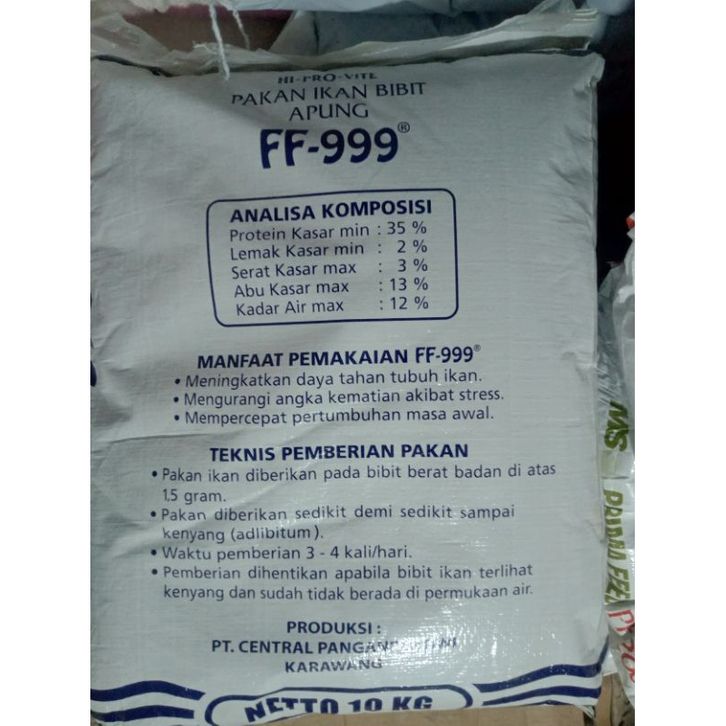 HI-PRO-VITE
PAKAN IKAN BIBIT
APUNG
FF-999®
ANALISA KOMPOSISI
Protein Kasar min : 35 %
Lemak Kasar min : 2 %
Serat Kasar max : 3 %
Abu Kasar max : 13 %
Kadar Air max : 12 %
MANFAAT PEMAKAIAN FF-999®
• Meningkatkan daya tahan tubuh ikan.
• Mengurangi angka kematian akibat stress.
• Mempercepat pertumbuhan masa awal.
TEKNIS PEMBERIAN PAKAN
• Pakan ikan diberikan pada bibit berat badan di atas
1,5 gram.
• Pakan diberikan sedikit demi sedikit sampai
kenyang (adlibitum).
• Waktu pemberian 3 - 4 kali/hari.
• Pemberian dihentikan apabila bibit ikan terlihat
kenyang dan sudah tidak berada di permukaan air.
PRODUKSI :
PT. CENTRAL
KARAWANG
NETTO 10 KG
MS